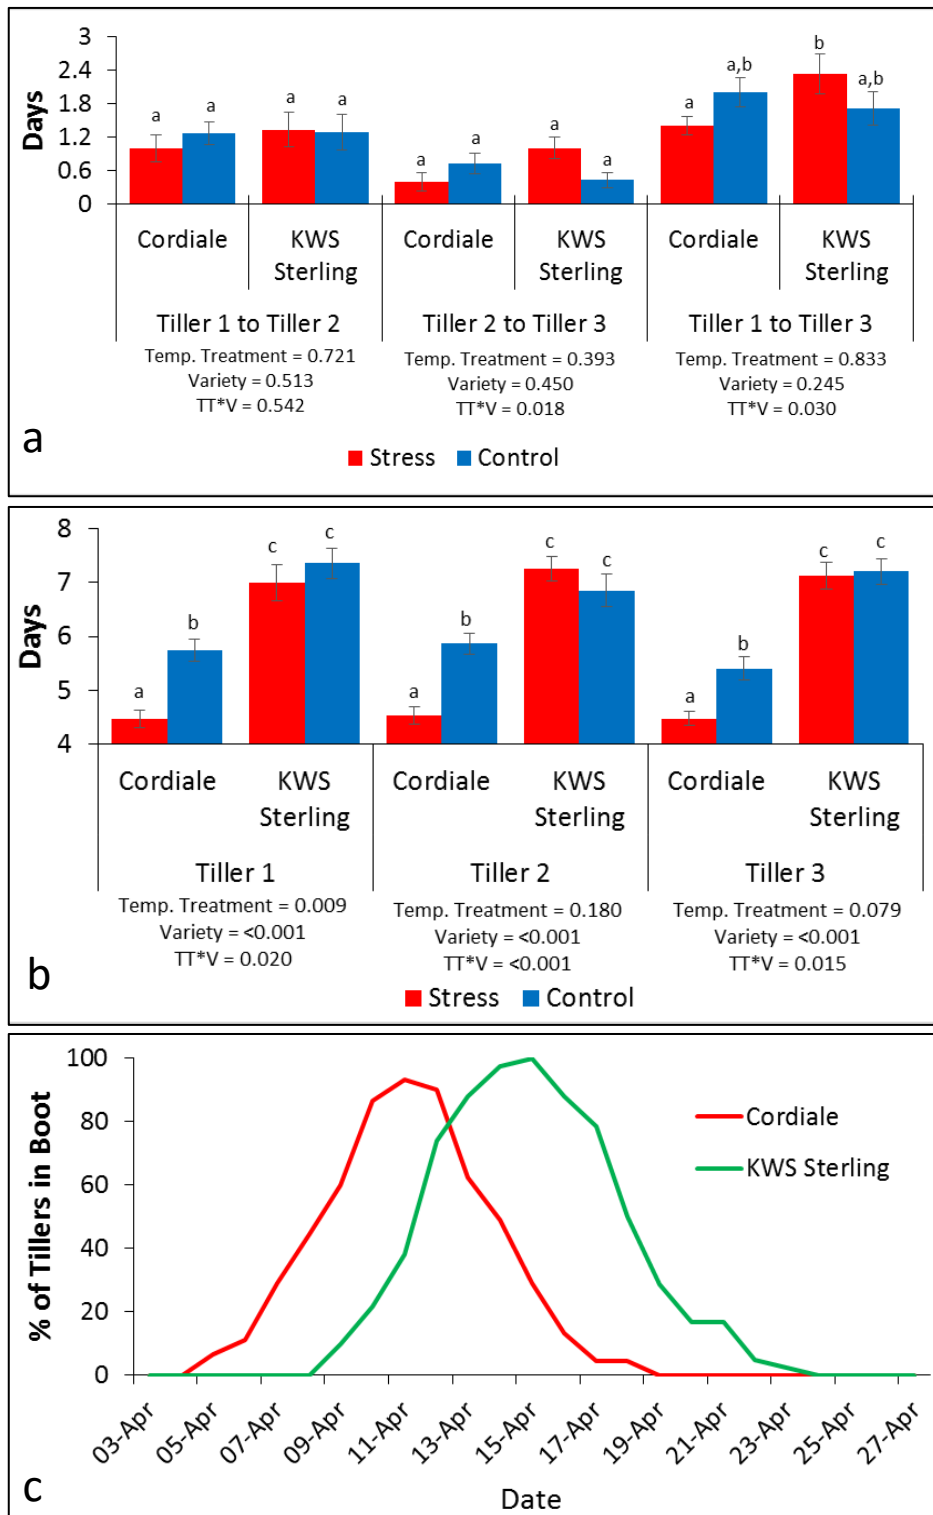 3
2.4
1.8
1.2
0.6
0
Days
a a a a a a a a a a,b b a,b
Cordiale KWS Sterling Cordiale KWS Sterling Cordiale KWS Sterling
Tiller 1 to Tiller 2 Tiller 2 to Tiller 3 Tiller 1 to Tiller 3
Temp. Treatment = 0.721 Temp. Treatment = 0.393 Temp. Treatment = 0.833
Variety = 0.513 Variety = 0.450 Variety = 0.245
TT*V = 0.542 TT*V = 0.018 TT*V = 0.030
a
Stress Control
8
7
6
5
4
Days
a b c c a b c c a b c c
Cordiale KWS Sterling Cordiale KWS Sterling Cordiale KWS Sterling
Tiller 1 Tiller 2 Tiller 3
Temp. Treatment = 0.009 Temp. Treatment = 0.180 Temp. Treatment = 0.079
Variety = <0.001 Variety = <0.001 Variety = <0.001
TT*V = 0.020 TT*V = <0.001 TT*V = 0.015
b
Stress Control
100
80
60
40
20
0
% of Tillers in Boot
Cordiale
KWS Sterling
03-Apr 05-Apr 07-Apr 09-Apr 11-Apr 13-Apr 15-Apr 17-Apr 19-Apr 21-Apr 23-Apr 25-Apr 27-Apr
c
Date